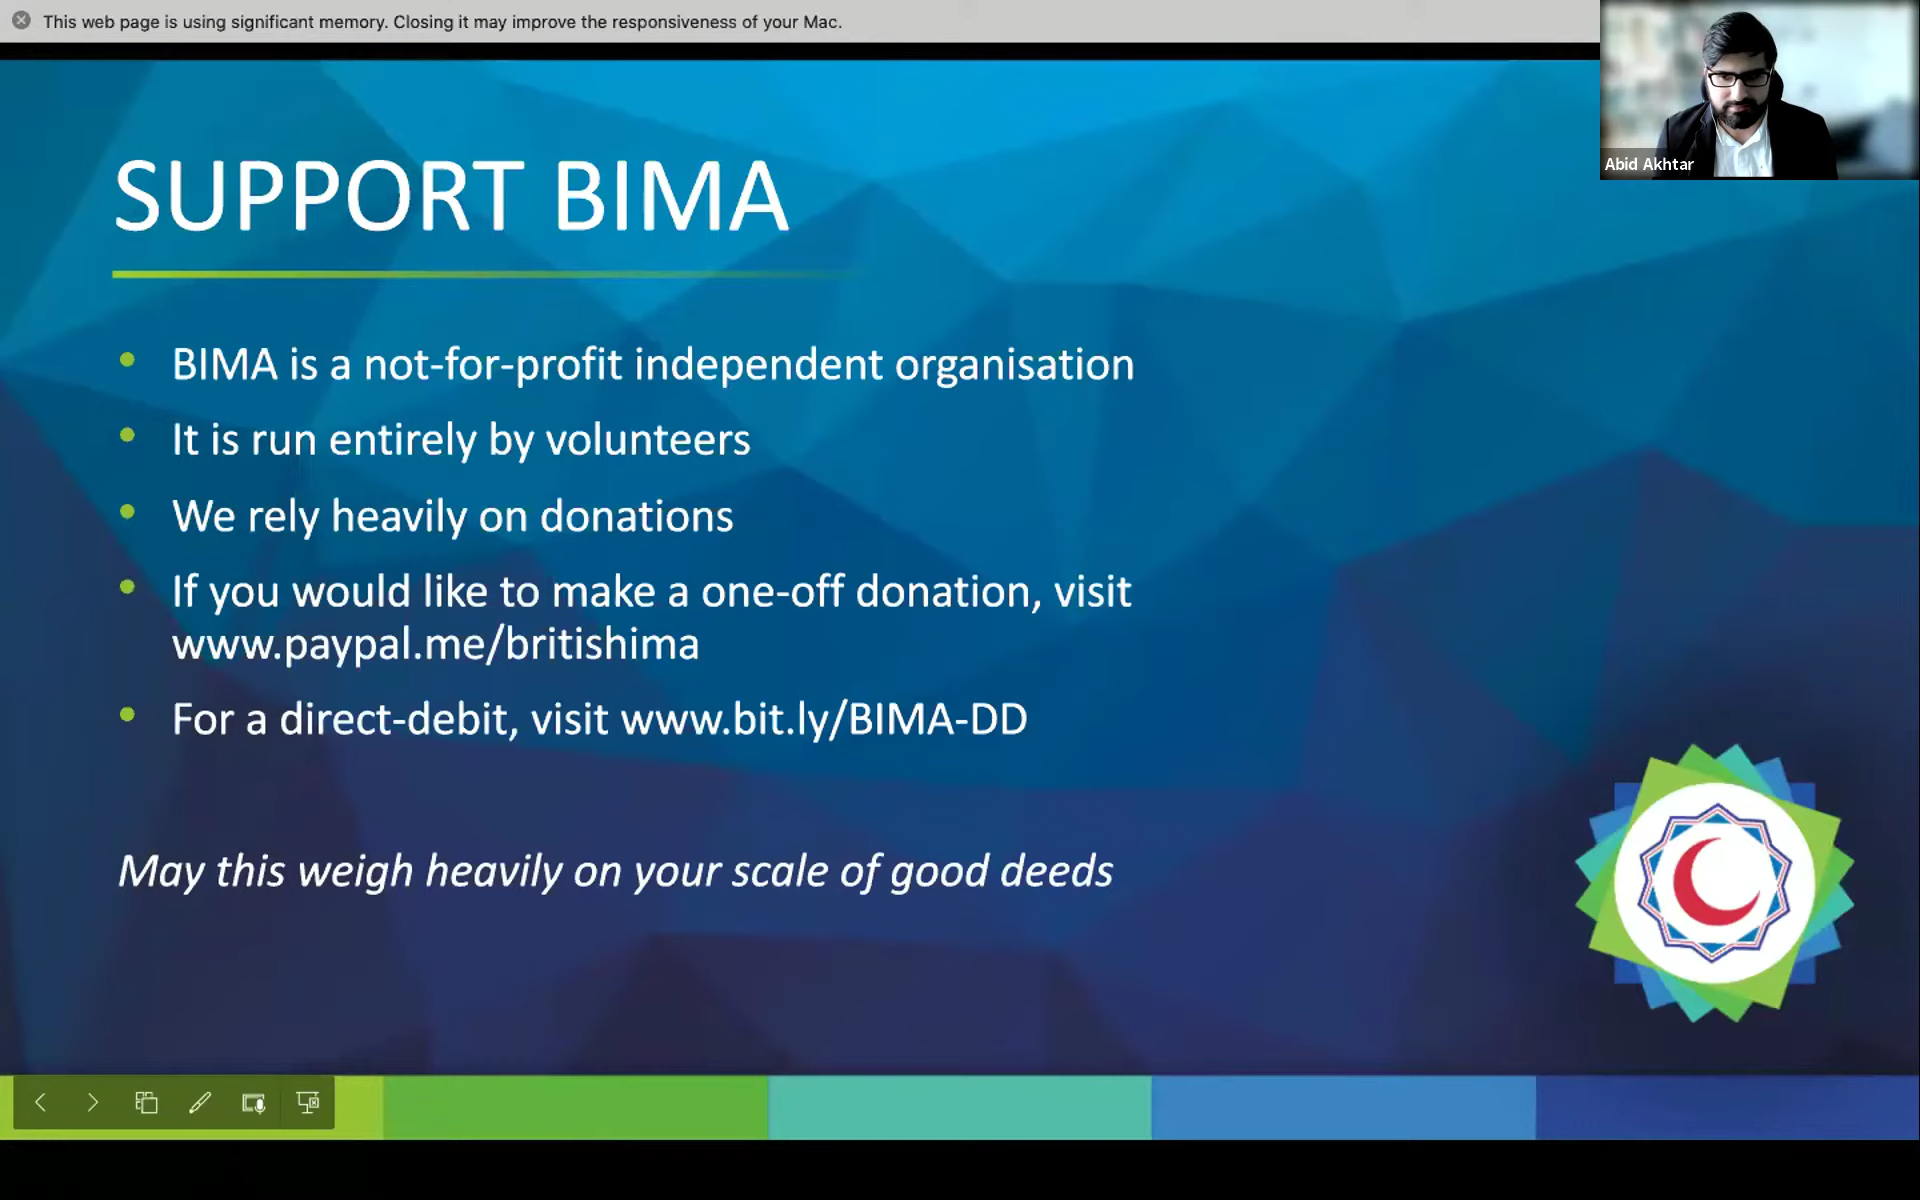 This web page is using significant memory. Closing it may improve the responsiveness of your Mac.
Abid Akhtar
SUPPORT BIMA
• BIMA is a not-for-profit independent organisation
• It is run entirely by volunteers
• We rely heavily on donations
• If you would like to make a one-off donation, visit
www.paypal.me/britishima
• For a direct-debit, visit www.bit.ly/BIMA-DD
May this weigh heavily on your scale of good deeds